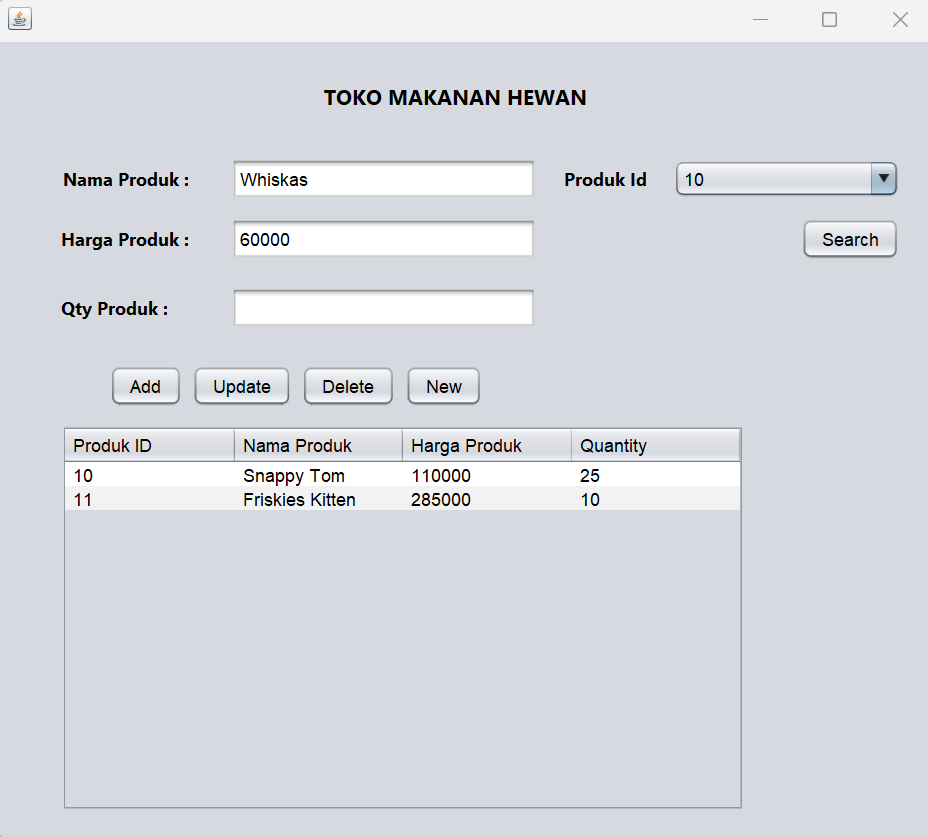 TOKO MAKANAN HEWAN
Nama Produk : Whiskas Produk Id 10
Harga Produk : 60000 Search
Qty Produk :
Add Update Delete New
Produk ID Nama Produk Harga Produk Quantity
10 Snappy Tom 110000 25
11 Friskies Kitten 285000 10